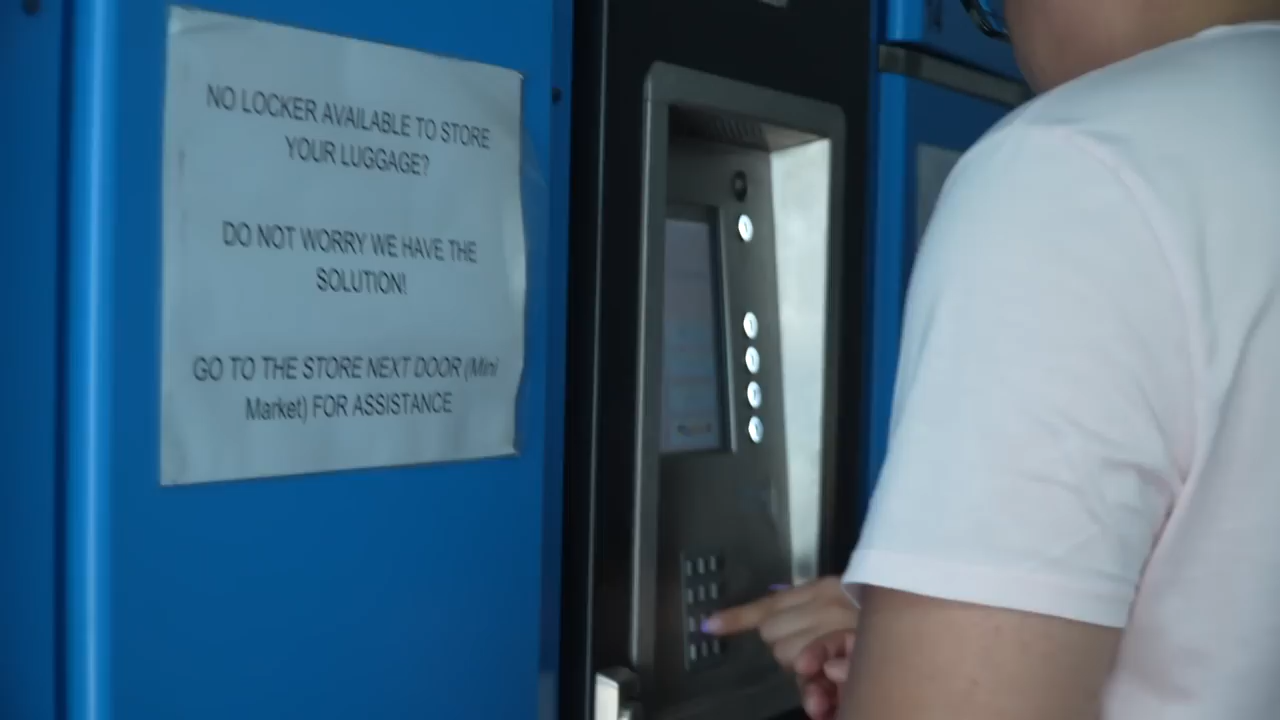 NO LOCKER AVAILABLE TO STORE
YOUR LUGGAGE?
DO NOT WORRY WE HAVE THE
SOLUTION!
GO TO THE STORE NEXT DOOR (Mini
Market) FOR ASSISTANCE